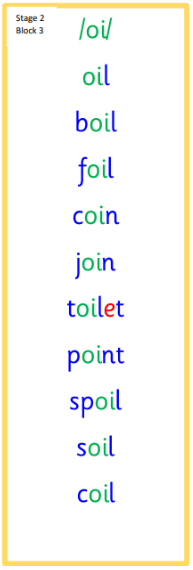 Stage 2
Block 3
/oi/
oil
boil
foil
coin
join
toilet
point
spoil
soil
coil